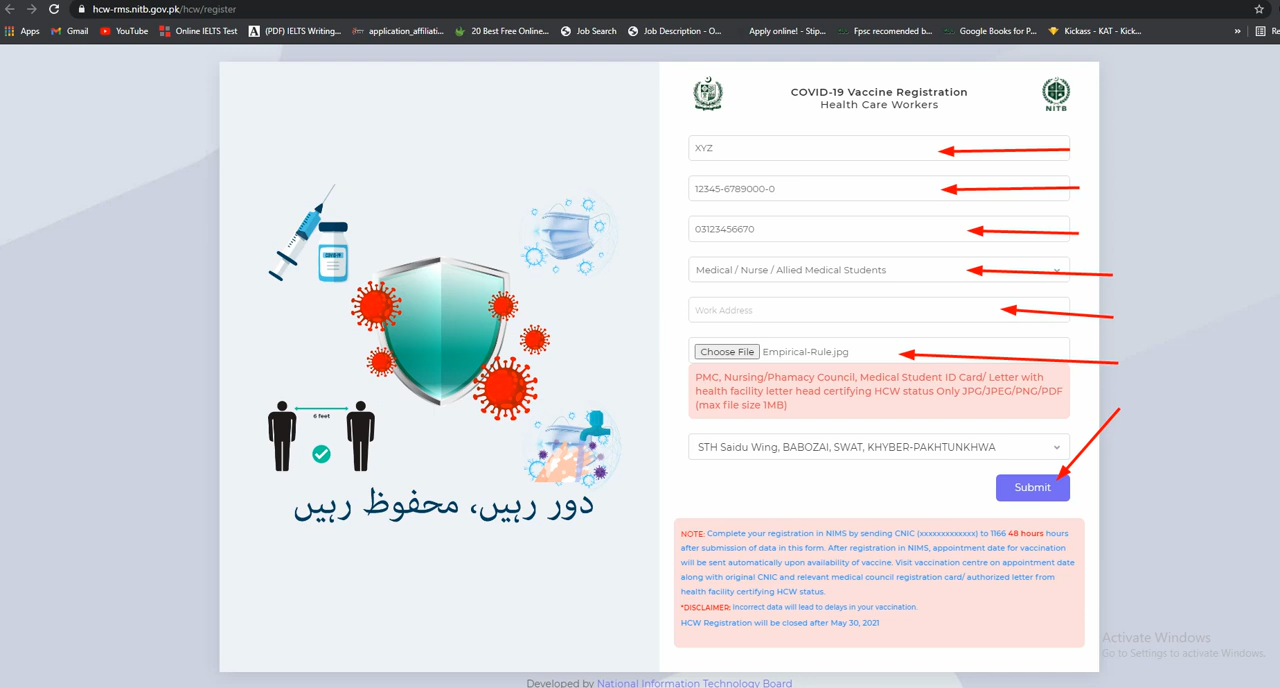 hcw-rms.nitb.gov.pk/hcw/register
Apps Gmail YouTube Online IELTS Test (PDF) IELTS Writing... application_affiliati... 20 Best Free Online... Job Search Job Description - O... Apply online! - Stip... Fpsc recomended b... Google Books for P... Kickass - KAT - Kick... » Re
COVID-19 Vaccine Registration
Health Care Workers
NITB
XYZ
12345-6789000-0
03123456670
Medical / Nurse / Allied Medical Students
Work Address
Choose File Empirical-Rule.jpg
PMC, Nursing/Phamacy Council, Medical Student ID Card/ Letter with
health facility letter head certifying HCW status Only JPG/JPEG/PNG/PDF
(max file size 1MB)
STH Saidu Wing, BABOZAI, SWAT, KHYBER-PAKHTUNKHWA
Submit
COVID-19
6 feet
دور رہیں، محفوظ رہیں
NOTE: Complete your registration in NIMS by sending CNIC (xxxxxxxxxxxxx) to 1166 48 hours hours
after submission of data in this form. After registration in NIMS, appointment date for vaccination
will be sent automatically upon availability of vaccine. Visit vaccination centre on appointment date
along with original CNIC and relevant medical council registration card/ authorized letter from
health facility certifying HCW status.
*DISCLAIMER: Incorrect data will lead to delays in your vaccination.
HCW Registration will be closed after May 30, 2021
Activate Windows
Go to Settings to activate Windows.
Developed by National Information Technology Board